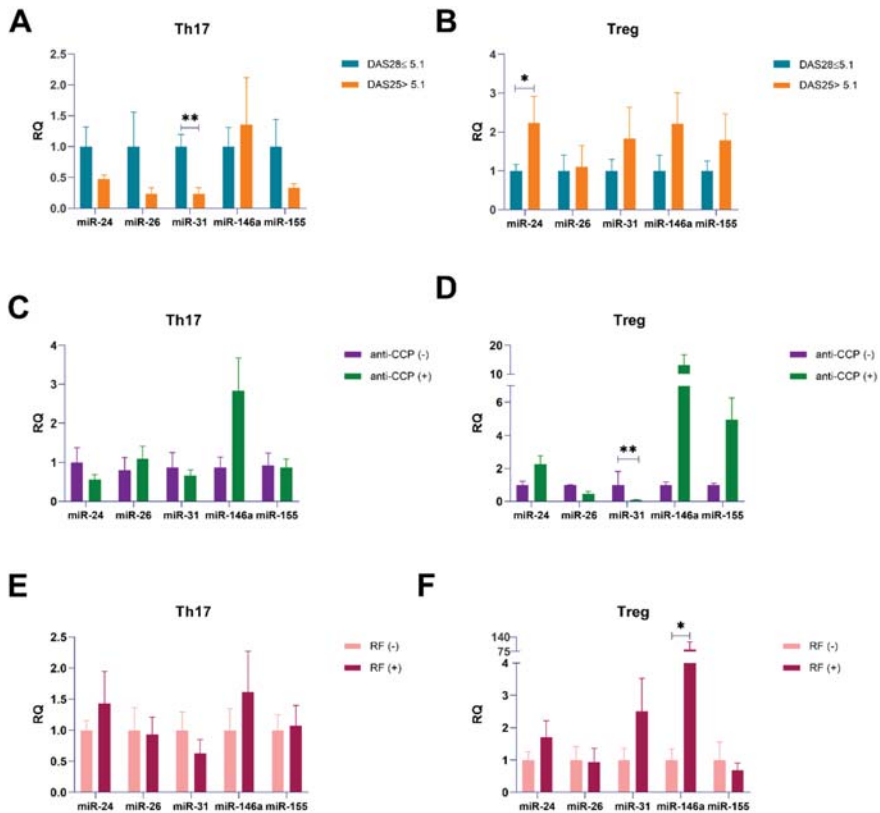 A
Th17
RQ
2.5
2.0
1.5
1.0
0.5
0.0
**
miR-24 miR-26 miR-31 miR-146a miR-155
DAS28≤ 5.1
DAS25> 5.1
B
Treg
RQ
4
3
2
1
0
*
miR-24 miR-26 miR-31 miR-146a miR-155
DAS28≤5.1
DAS25> 5.1
C
Th17
RQ
4
3
2
1
0
miR-24 miR-26 miR-31 miR-146a miR-155
anti-CCP (-)
anti-CCP (+)
D
Treg
RQ
20
10
6
4
2
0
**
miR-24 miR-26 miR-31 miR-146a miR-155
anti-CCP (-)
anti-CCP (+)
E
Th17
RQ
2.5
2.0
1.5
1.0
0.5
0.0
miR-24 miR-26 miR-31 miR-146a miR-155
RF (-)
RF (+)
F
Treg
RQ
140
75
4
3
2
1
0
*
miR-24 miR-26 miR-31 miR-146a miR-155
RF (-)
RF (+)